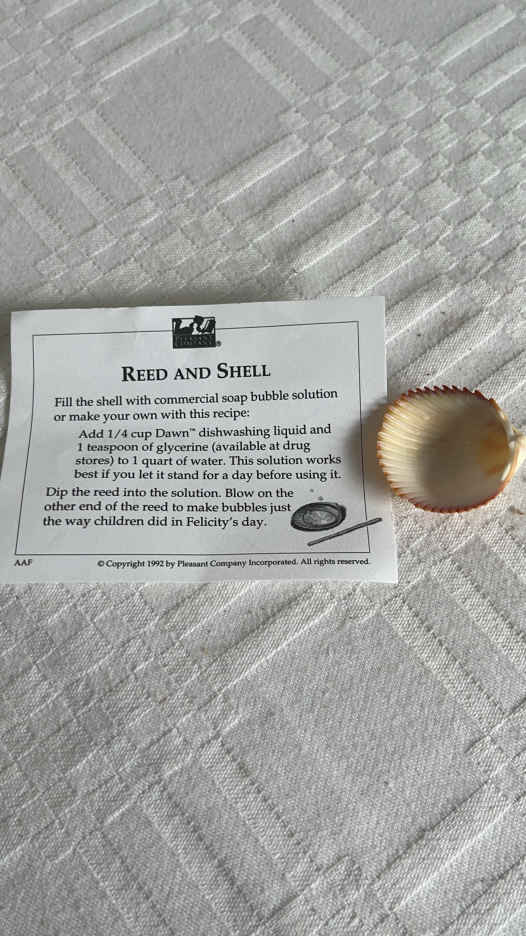 PLEASANT
COMPANY®
REED AND SHELL
Fill the shell with commercial soap bubble solution
or make your own with this recipe:
Add 1/4 cup Dawn™ dishwashing liquid and
1 teaspoon of glycerine (available at drug
stores) to 1 quart of water. This solution works
best if you let it stand for a day before using it.
Dip the reed into the solution. Blow on the
other end of the reed to make bubbles just
the way children did in Felicity's day.
AAF © Copyright 1992 by Pleasant Company Incorporated. All rights reserved.